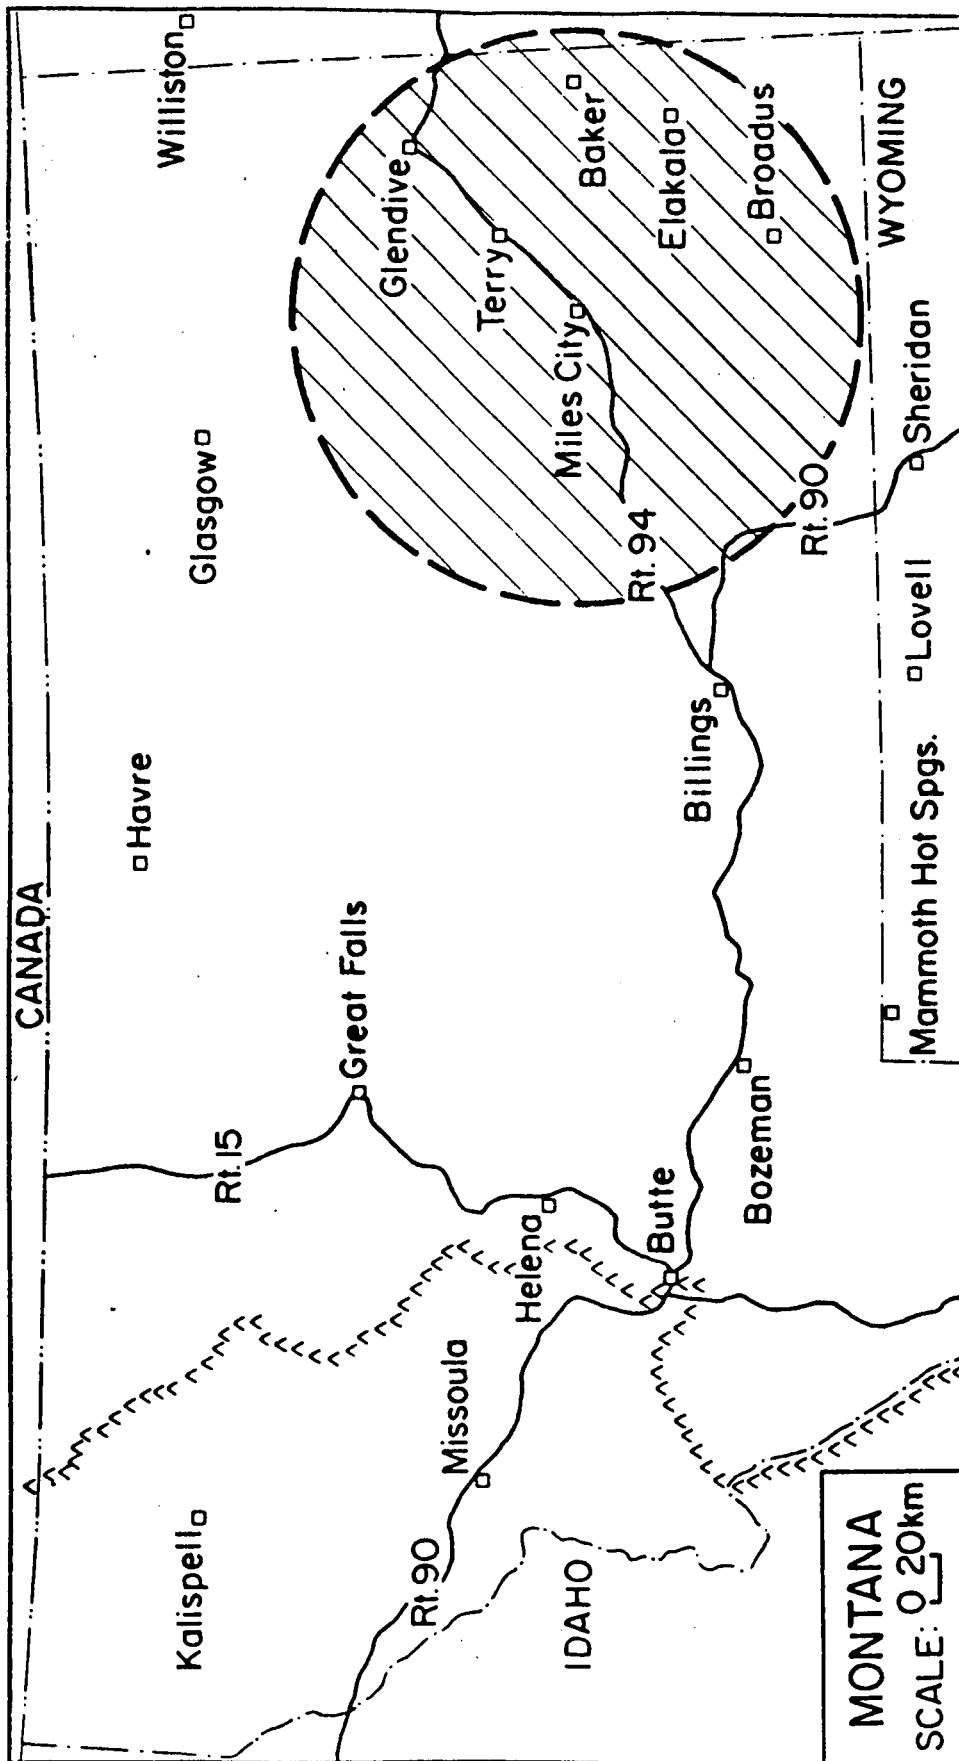 CANADA
Williston
Kalispell
Rt.15
Havre
Glasgow
Great Falls
Glendive
Rt.90
Missoula
Terry
Helena
Miles City
Baker
IDAHO
Rt. 94
Elakala
Butte
Billings
Broadus
Bozeman
Rt. 90
MONTANA
SCALE: 0 20km
Mammoth Hot Spgs.
Lovell
Sheridan
WYOMING